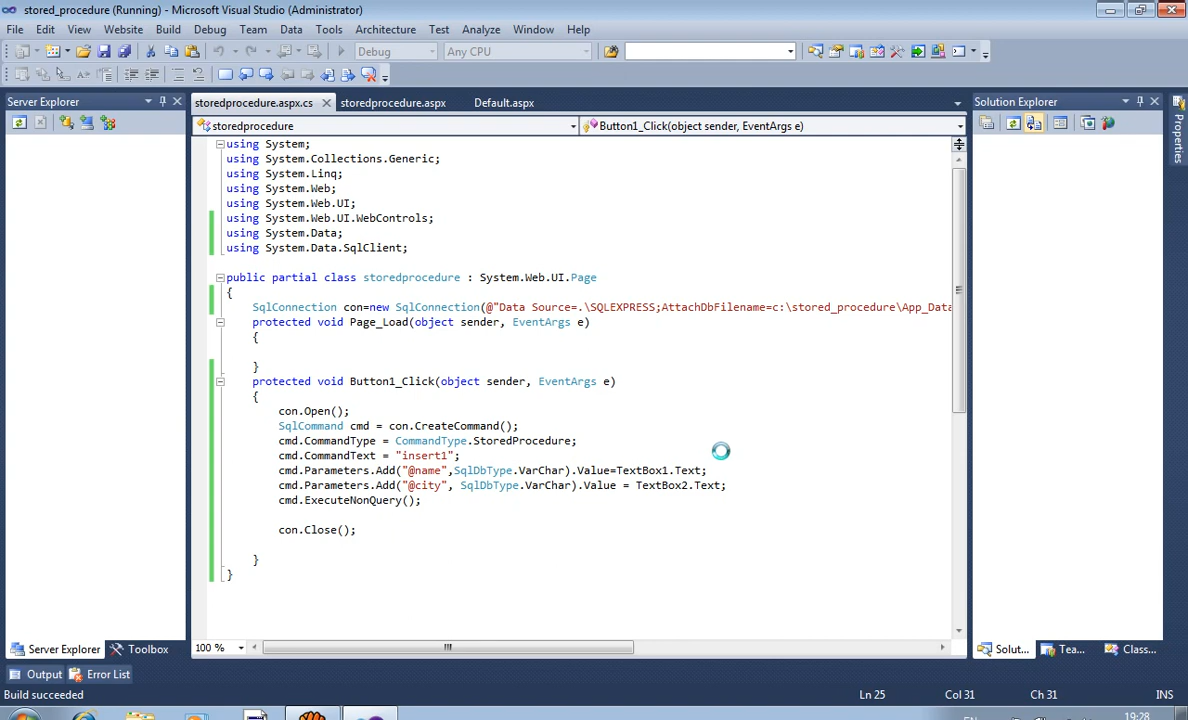 stored_procedure (Running) - Microsoft Visual Studio (Administrator)
File Edit View Website Build Debug Team Data Tools Architecture Test Analyze Window Help
Debug Any CPU
Server Explorer
storedprocedure.aspx.cs storedprocedure.aspx Default.aspx
Solution Explorer
Properties
storedprocedure Button1_Click(object sender, EventArgs e)
using System;
using System.Collections.Generic;
using System.Linq;
using System.Web;
using System.Web.UI;
using System.Web.UI.WebControls;
using System.Data;
using System.Data.SqlClient;
public partial class storedprocedure : System.Web.UI.Page
{
SqlConnection con=new SqlConnection(@"Data Source=.\SQLEXPRESS;AttachDbFilename=c:\stored_procedure\App_Data
protected void Page_Load(object sender, EventArgs e)
{
}
protected void Button1_Click(object sender, EventArgs e)
{
con.Open();
SqlCommand cmd = con.CreateCommand();
cmd.CommandType = CommandType.StoredProcedure;
cmd.CommandText = "insert1";
cmd.Parameters.Add("@name",SqlDbType.VarChar).Value=TextBox1.Text;
cmd.Parameters.Add("@city", SqlDbType.VarChar).Value = TextBox2.Text;
cmd.ExecuteNonQuery();
con.Close();
}
}
100 %
Server Explorer Toolbox
Solut... Tea... Class...
Output Error List
Build succeeded Ln 25 Col 31 Ch 31 INS
19:28